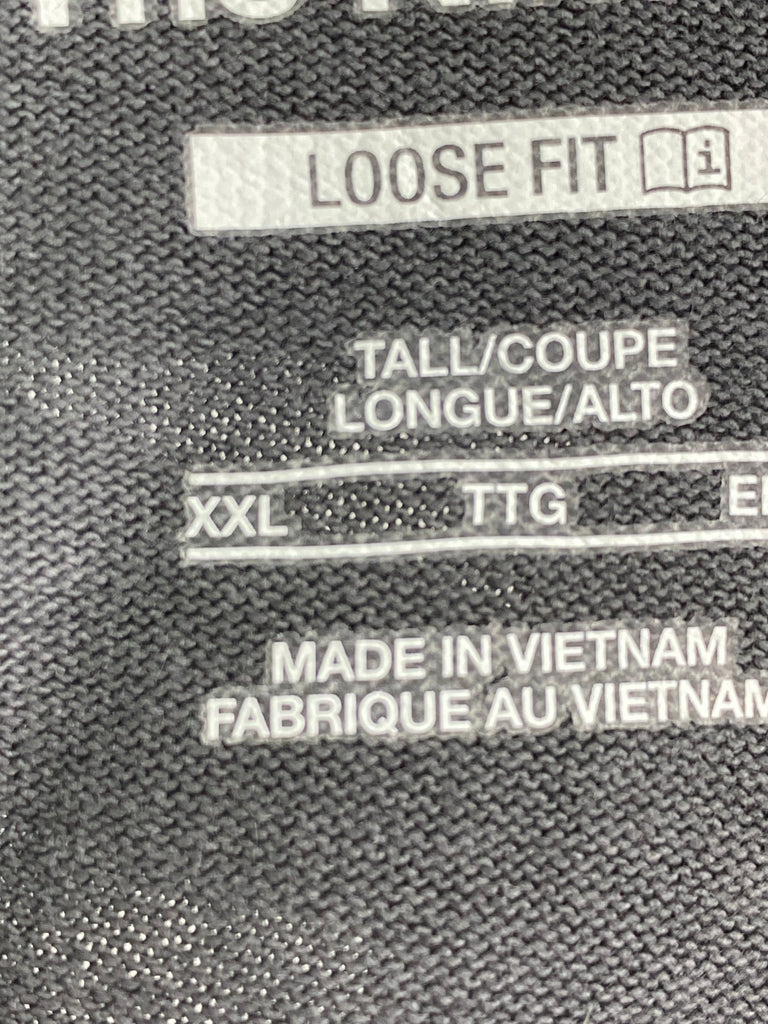 LOOSE FIT
TALL/COUPE
LONGUE/ALTO
XXL TTG
MADE IN VIETNAM
FABRIQUE AU VIETNAM